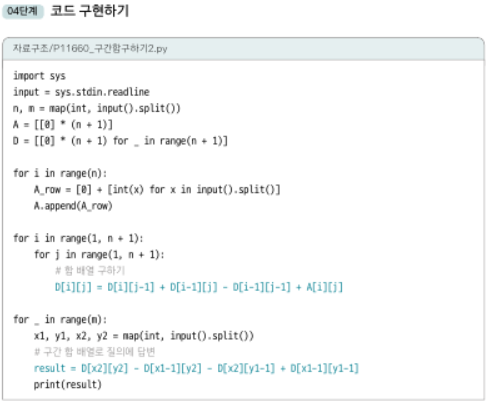 04단계 코드 구현하기
자료구조/P11660_구간합구하기2.py
import sys
input = sys.stdin.readline
n, m = map(int, input().split())
A = [[0] * (n + 1)]
D = [[0] * (n + 1) for _ in range(n + 1)]
for i in range(n):
    A_row = [0] + [int(x) for x in input().split()]
    A.append(A_row)
for i in range(1, n + 1):
    for j in range(1, n + 1):
        # 합 배열 구하기
        D[i][j] = D[i][j-1] + D[i-1][j] - D[i-1][j-1] + A[i][j]
for _ in range(m):
    x1, y1, x2, y2 = map(int, input().split())
    # 구간 합 배열로 질의에 답변
    result = D[x2][y2] - D[x1-1][y2] - D[x2][y1-1] + D[x1-1][y1-1]
    print(result)